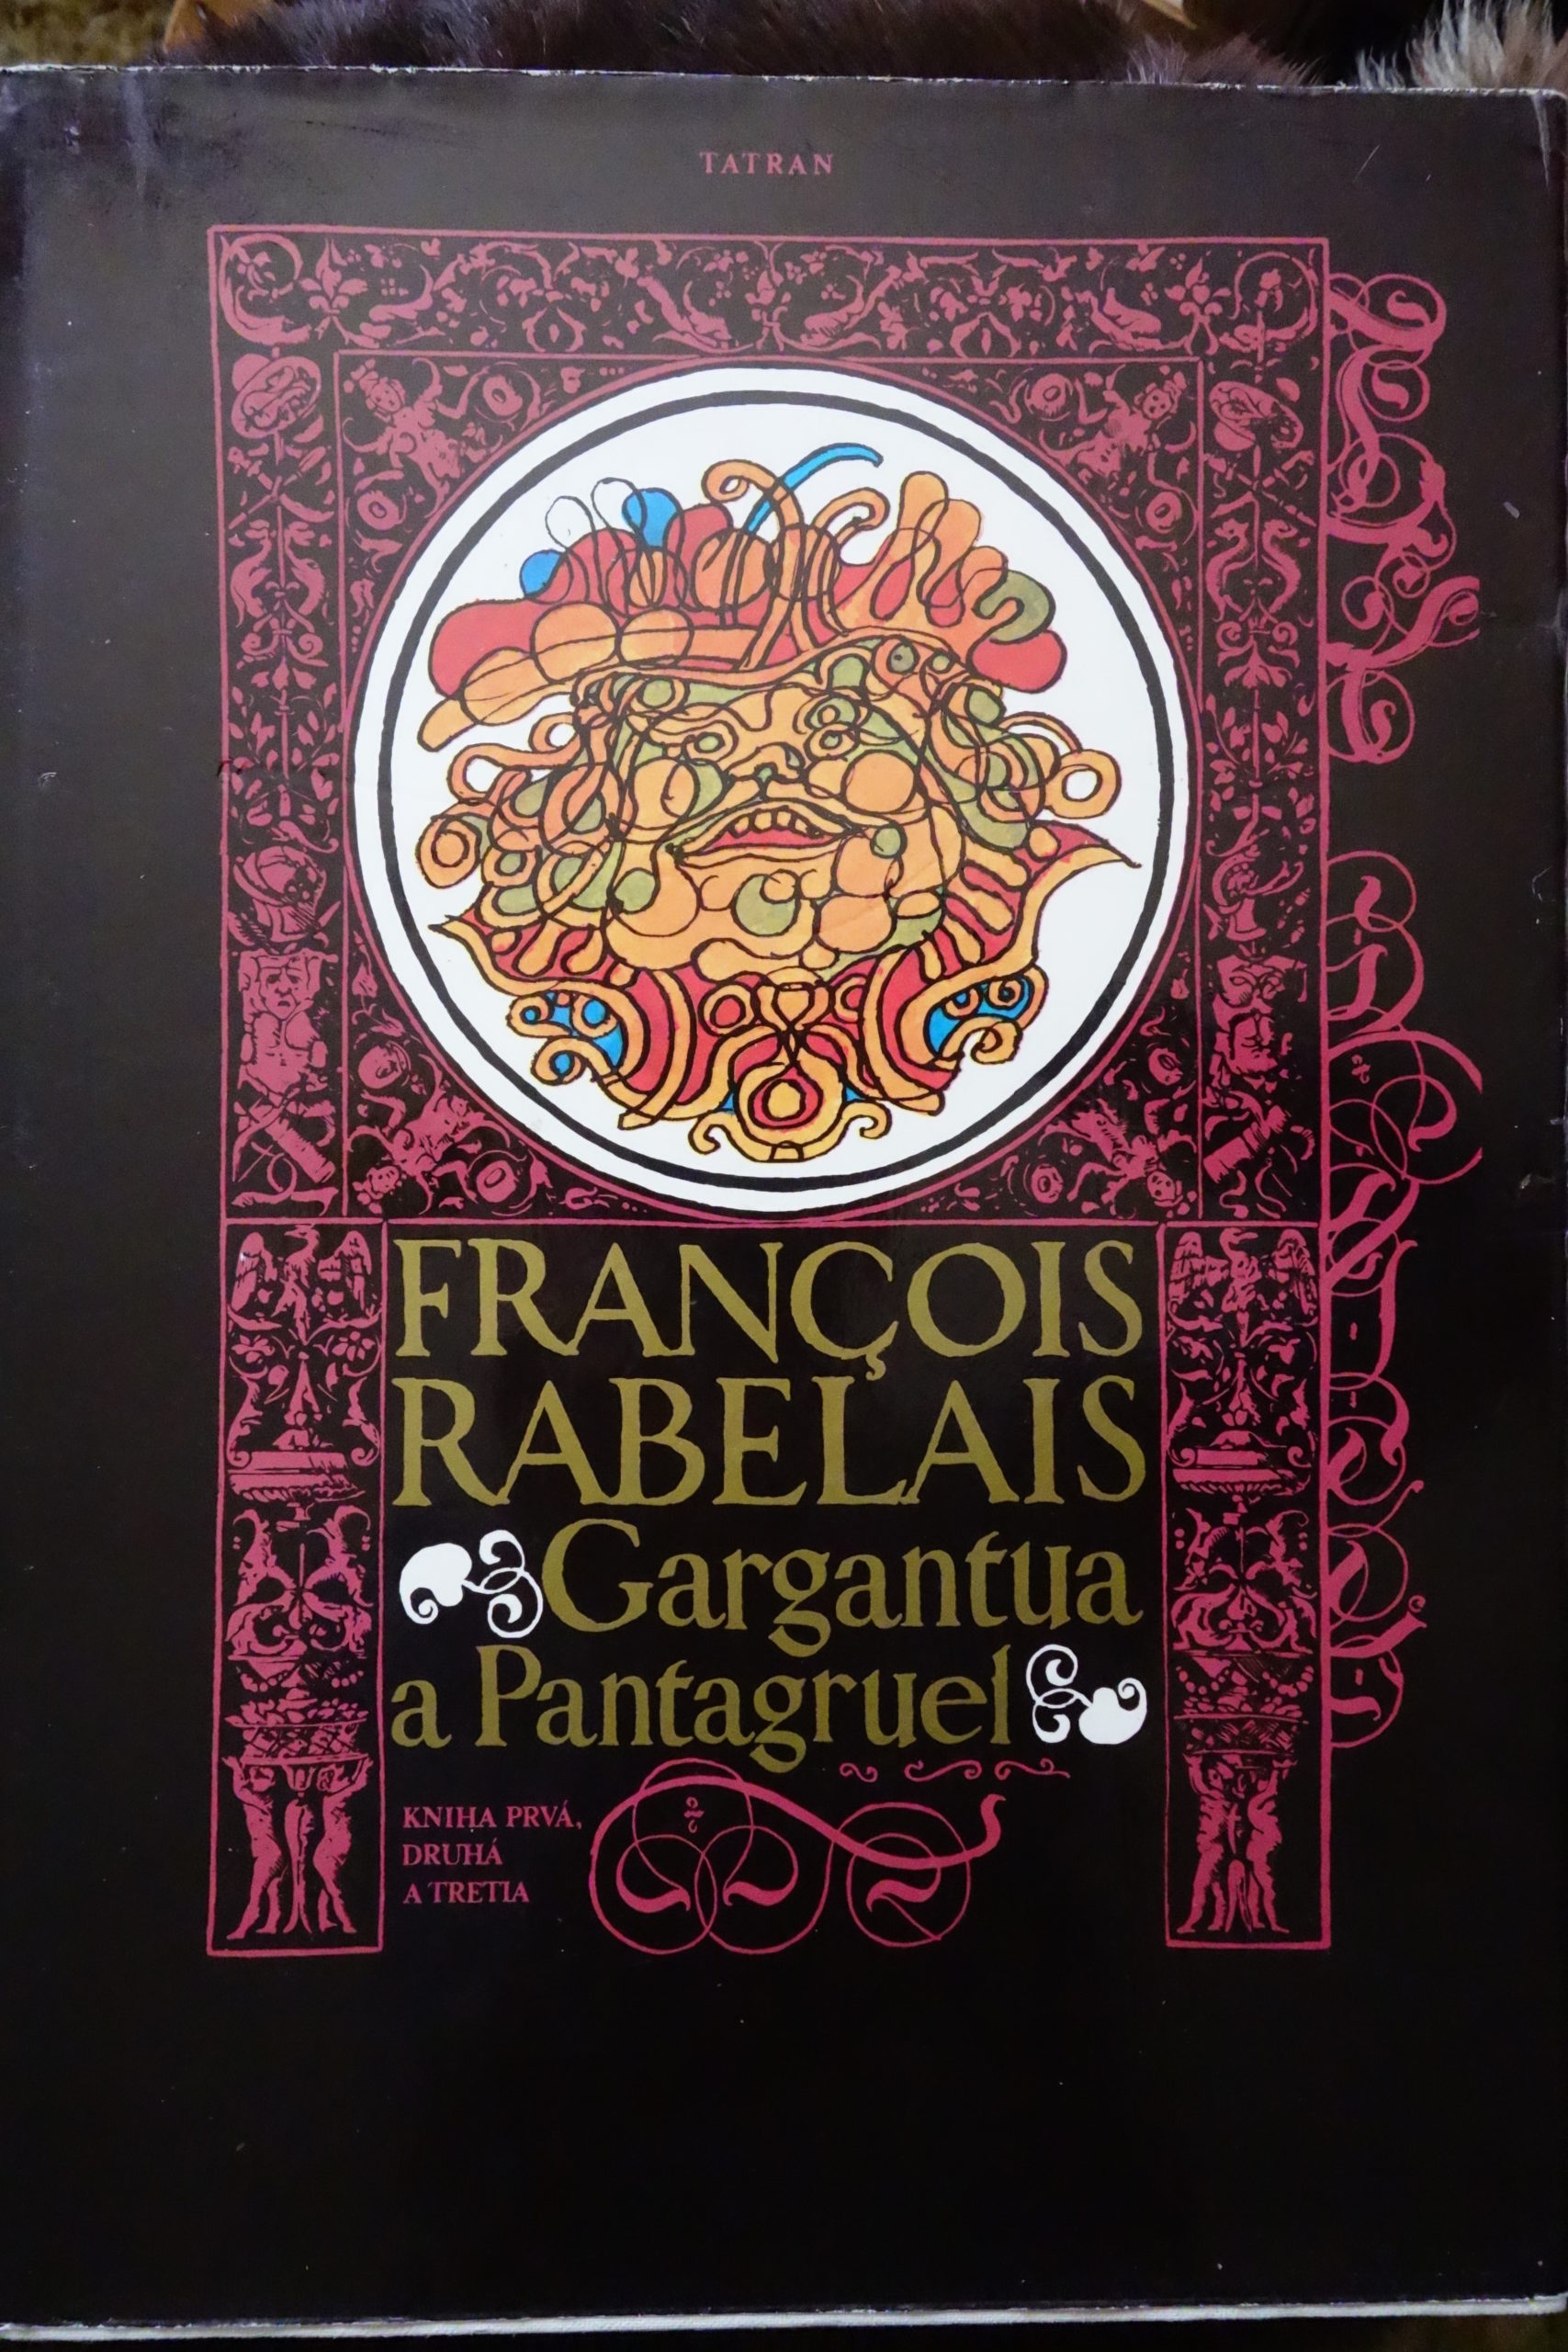 TATRAN
FRANÇOIS
RABELAIS
Gargantua
a Pantagruel
KNIHA PRVÁ,
DRUHÁ
A TRETIA